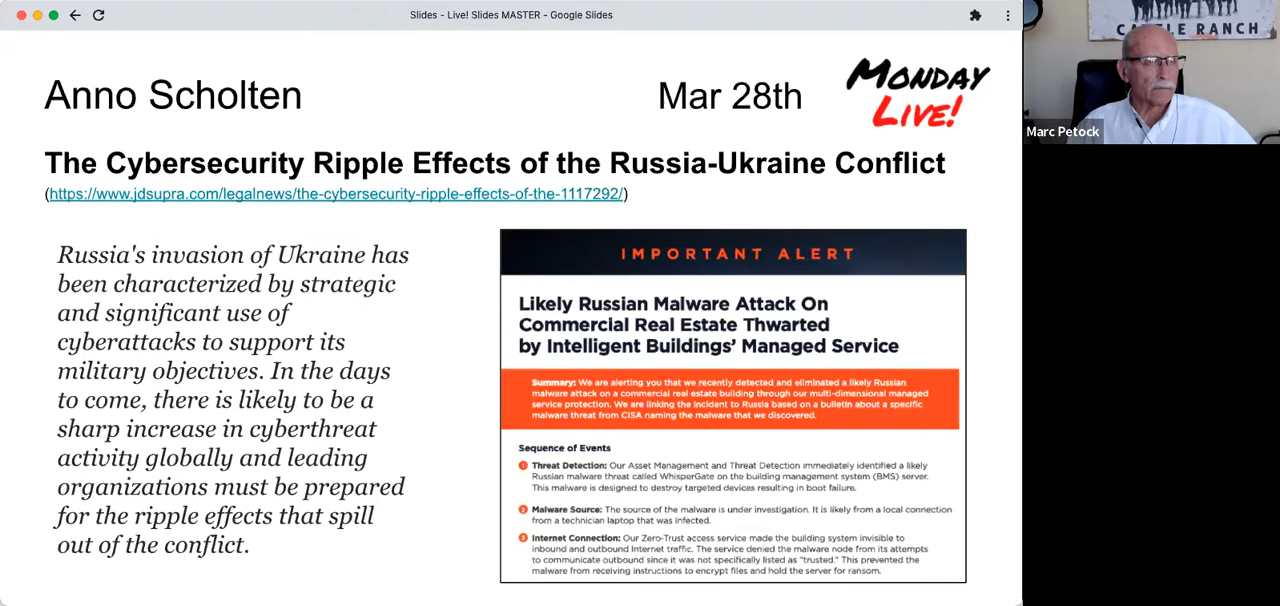 Slides - Live! Slides MASTER - Google Slides
Anno Scholten
Mar 28th
MONDAY
LIVE!
The Cybersecurity Ripple Effects of the Russia-Ukraine Conflict
(https://www.jdsupra.com/legalnews/the-cybersecurity-ripple-effects-of-the-1117292/)
Russia's invasion of Ukraine has
been characterized by strategic
and significant use of
cyberattacks to support its
military objectives. In the days
to come, there is likely to be a
sharp increase in cyberthreat
activity globally and leading
organizations must be prepared
for the ripple effects that spill
out of the conflict.
IMPORTANT ALERT
Likely Russian Malware Attack On
Commercial Real Estate Thwarted
by Intelligent Buildings' Managed Service
Summary: We are alerting you that we recently detected and eliminated a likely Russian
malware attack on a commercial real estate building through our multi-dimensional managed
service protection. We are linking the incident to Russia based on a bulletin about a specific
malware threat from CISA naming the malware that we discovered.
Sequence of Events
1 Threat Detection: Our Asset Management and Threat Detection immediately identified a likely
Russian malware threat called WhisperGate on the building management system (BMS) server.
This malware is designed to destroy targeted devices resulting in boot failure.
2 Malware Source: The source of the malware is under investigation. It is likely from a local connection
from a technician laptop that was infected.
3 Internet Connection: Our Zero-Trust access service made the building system invisible to
inbound and outbound Internet traffic. The service denied the malware node from its attempts
to communicate outbound since it was not specifically listed as "trusted." This prevented the
malware from receiving instructions to encrypt files and hold the server for ransom.
RANCH
Marc Petock